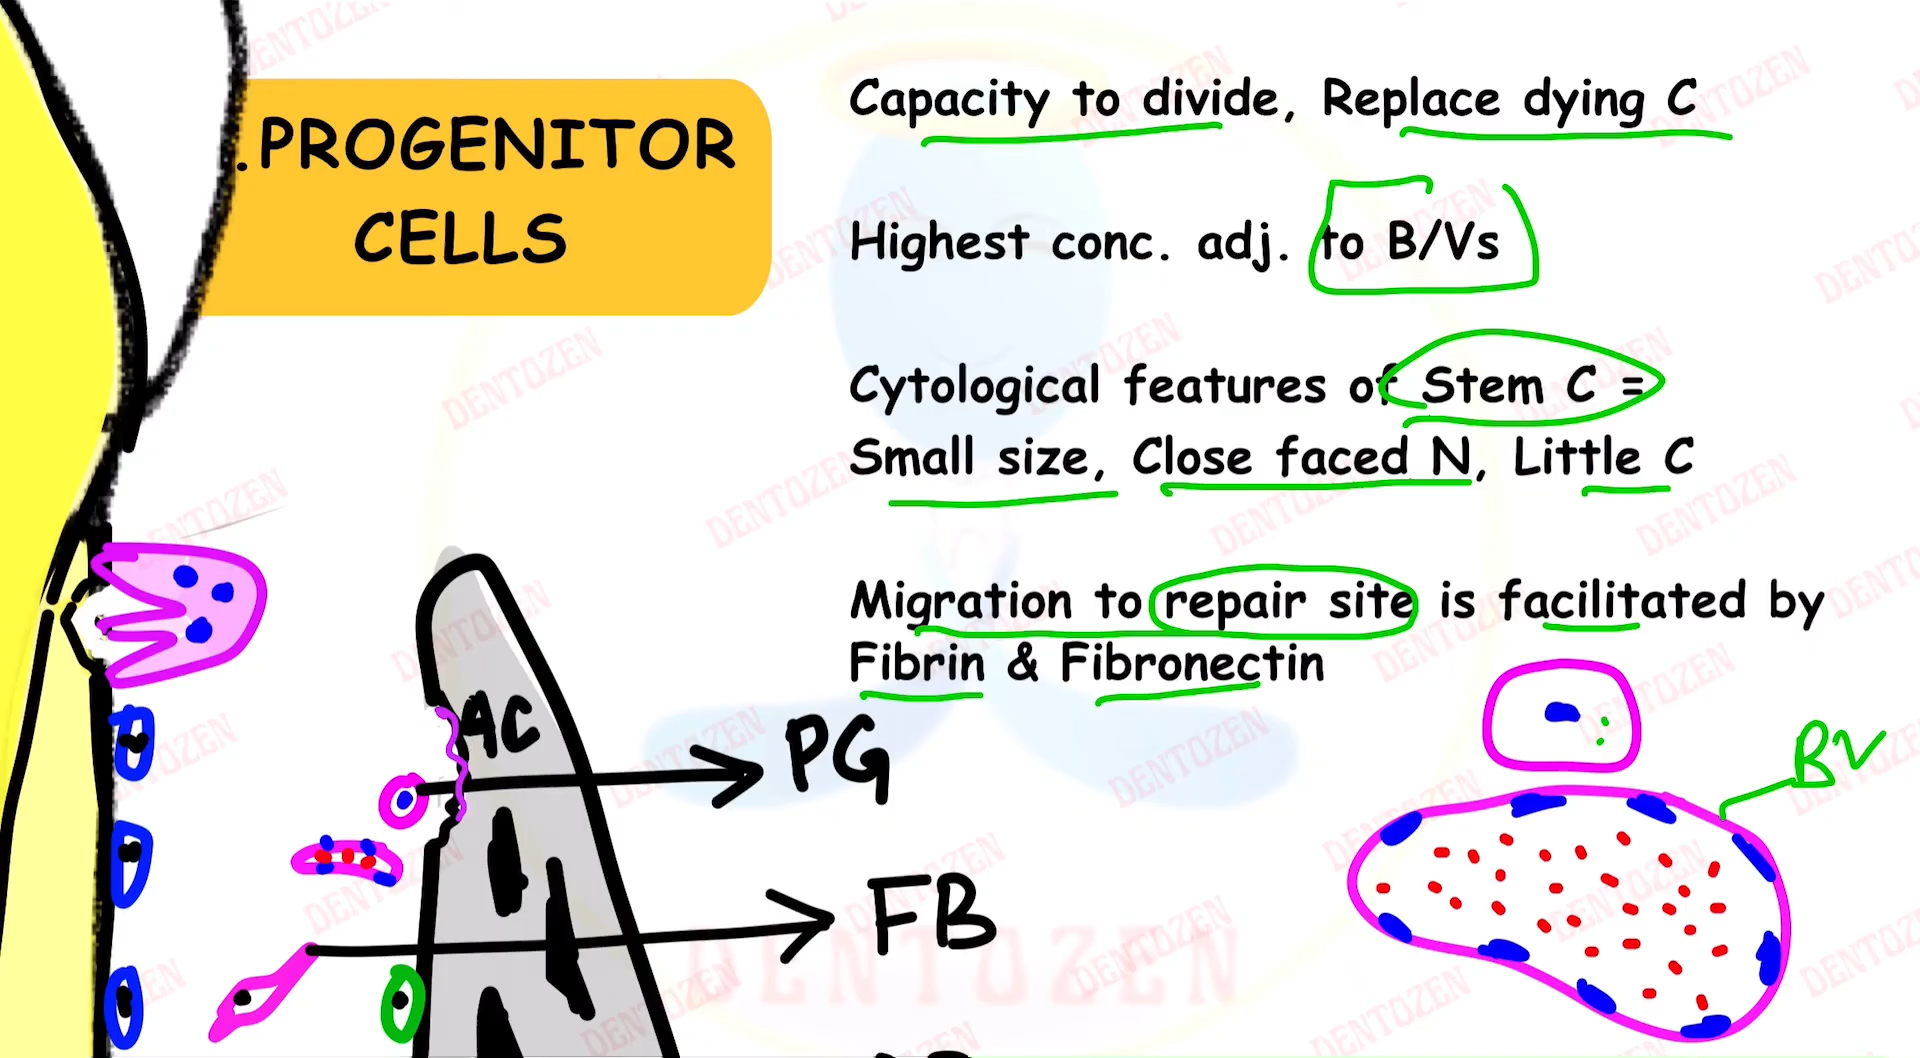 .PROGENITOR
CELLS
Capacity to divide, Replace dying C
Highest conc. adj. to B/Vs
Cytological features of Stem C =
Small size, Close faced N, Little C
Migration to repair site is facilitated by
Fibrin & Fibronectin
AC
PG
BV
FB
DENTOZEN